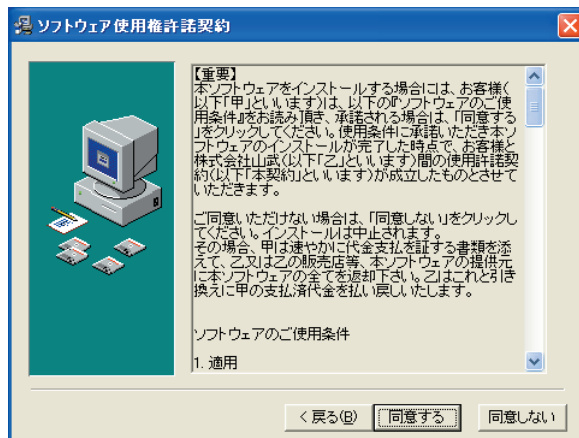 ソフトウェア使用権許諾契約
【重要】
本ソフトウェアをインストールする場合には、お客様(
以下「甲」といいます)は、以下の『ソフトウェアのご使
用条件』をお読み頂き、承諾される場合は、「同意する
」をクリックしてください。使用条件に承諾いただき本ソ
フトウェアのインストールが完了した時点で、お客様と
株式会社山武(以下「乙」といいます)間の使用許諾契
約(以下「本契約」といいます)が成立したものとさせて
いただきます。
ご同意いただけない場合は、「同意しない」をクリックし
てください。インストールは中止されます。
その場合、甲は速やかに代金支払を証する書類を添
えて、乙又は乙の販売店等、本ソフトウェアの提供元
に本ソフトウェアの全てを返却下さい。乙はこれと引き
換えに甲の支払済代金を払い戻しいたします。
ソフトウェアのご使用条件
1. 適用
< 戻る(B)
同意する
同意しない